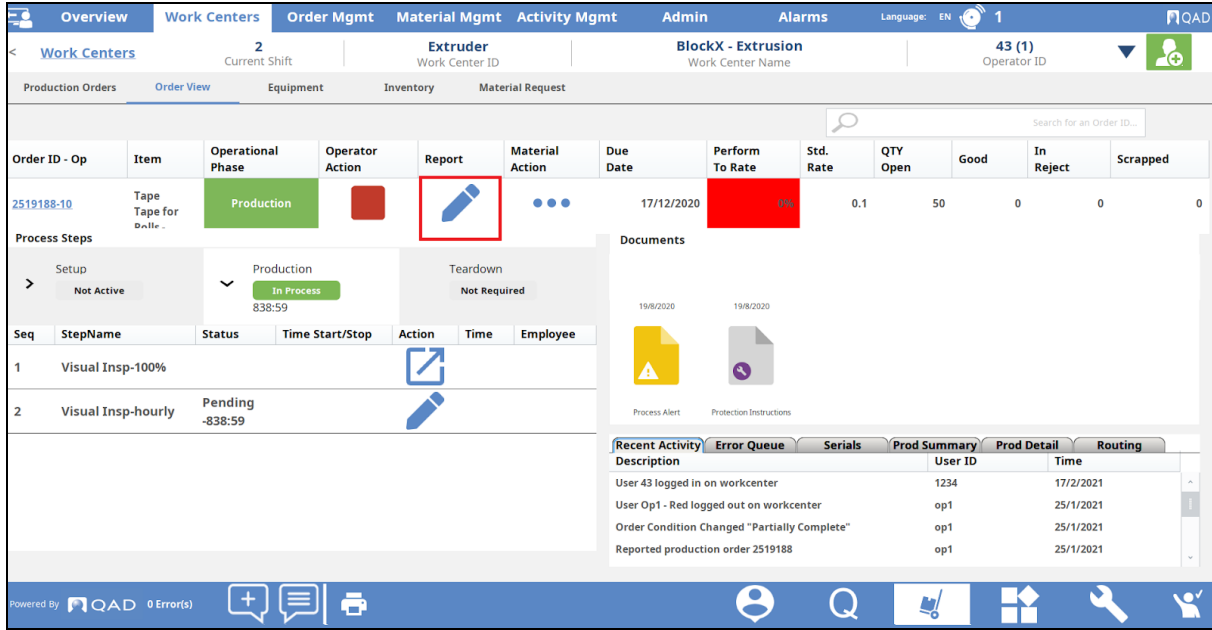 Overview Work Centers Order Mgmt Material Mgmt Activity Mgmt Admin Alarms Language: EN 1 QAD
< Work Centers 2 Extruder BlockX - Extrusion 43 (1)
Current Shift Work Center ID Work Center Name Operator ID
Production Orders Order View Equipment Inventory Material Request
Search for an Order ID...
Order ID - Op Item Operational Phase Operator Action Report Material Action Due Date Perform To Rate Std. Rate QTY Open Good In Reject Scrapped
2519188-10 Tape Tape for Rolls - Production 17/12/2020 0% 0.1 50 0 0 0
Process Steps
Setup Production Teardown
Not Active In Process Not Required
838:59
Seq StepName Status Time Start/Stop Action Time Employee
1 Visual Insp-100%
2 Visual Insp-hourly Pending -838:59
Documents
19/8/2020 19/8/2020
Process Alert Protection Instructions
Recent Activity Error Queue Serials Prod Summary Prod Detail Routing
Description User ID Time
User 43 logged in on workcenter 1234 17/2/2021
User Op1 - Red logged out on workcenter op1 25/1/2021
Order Condition Changed "Partially Complete" op1 25/1/2021
Reported production order 2519188 op1 25/1/2021
Powered By QAD 0 Error(s) Q